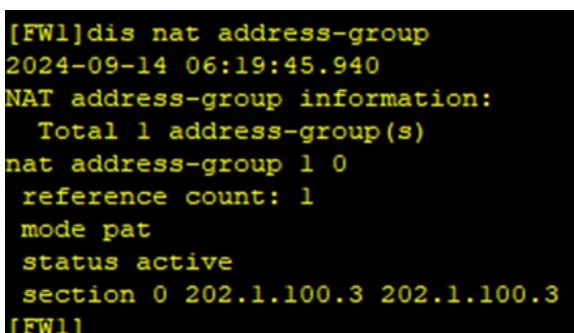 [FW1]dis nat address-group
2024-09-14 06:19:45.940
NAT address-group information:
  Total 1 address-group(s)
nat address-group 1 0
 reference count: 1
 mode pat
 status active
 section 0 202.1.100.3 202.1.100.3
[FW1]